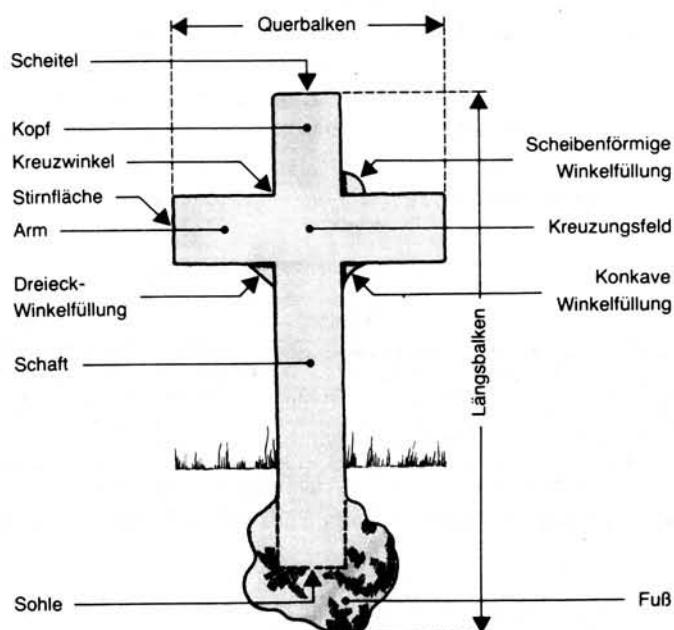 Querbalken
Scheitel
Kopf
Kreuzwinkel
Stirnfläche
Arm
Dreieck-
Winkelfüllung
Schaft
Sohle
Scheibenförmige
Winkelfüllung
Kreuzungsfeld
Konkave
Winkelfüllung
Längsbalken
Fuß